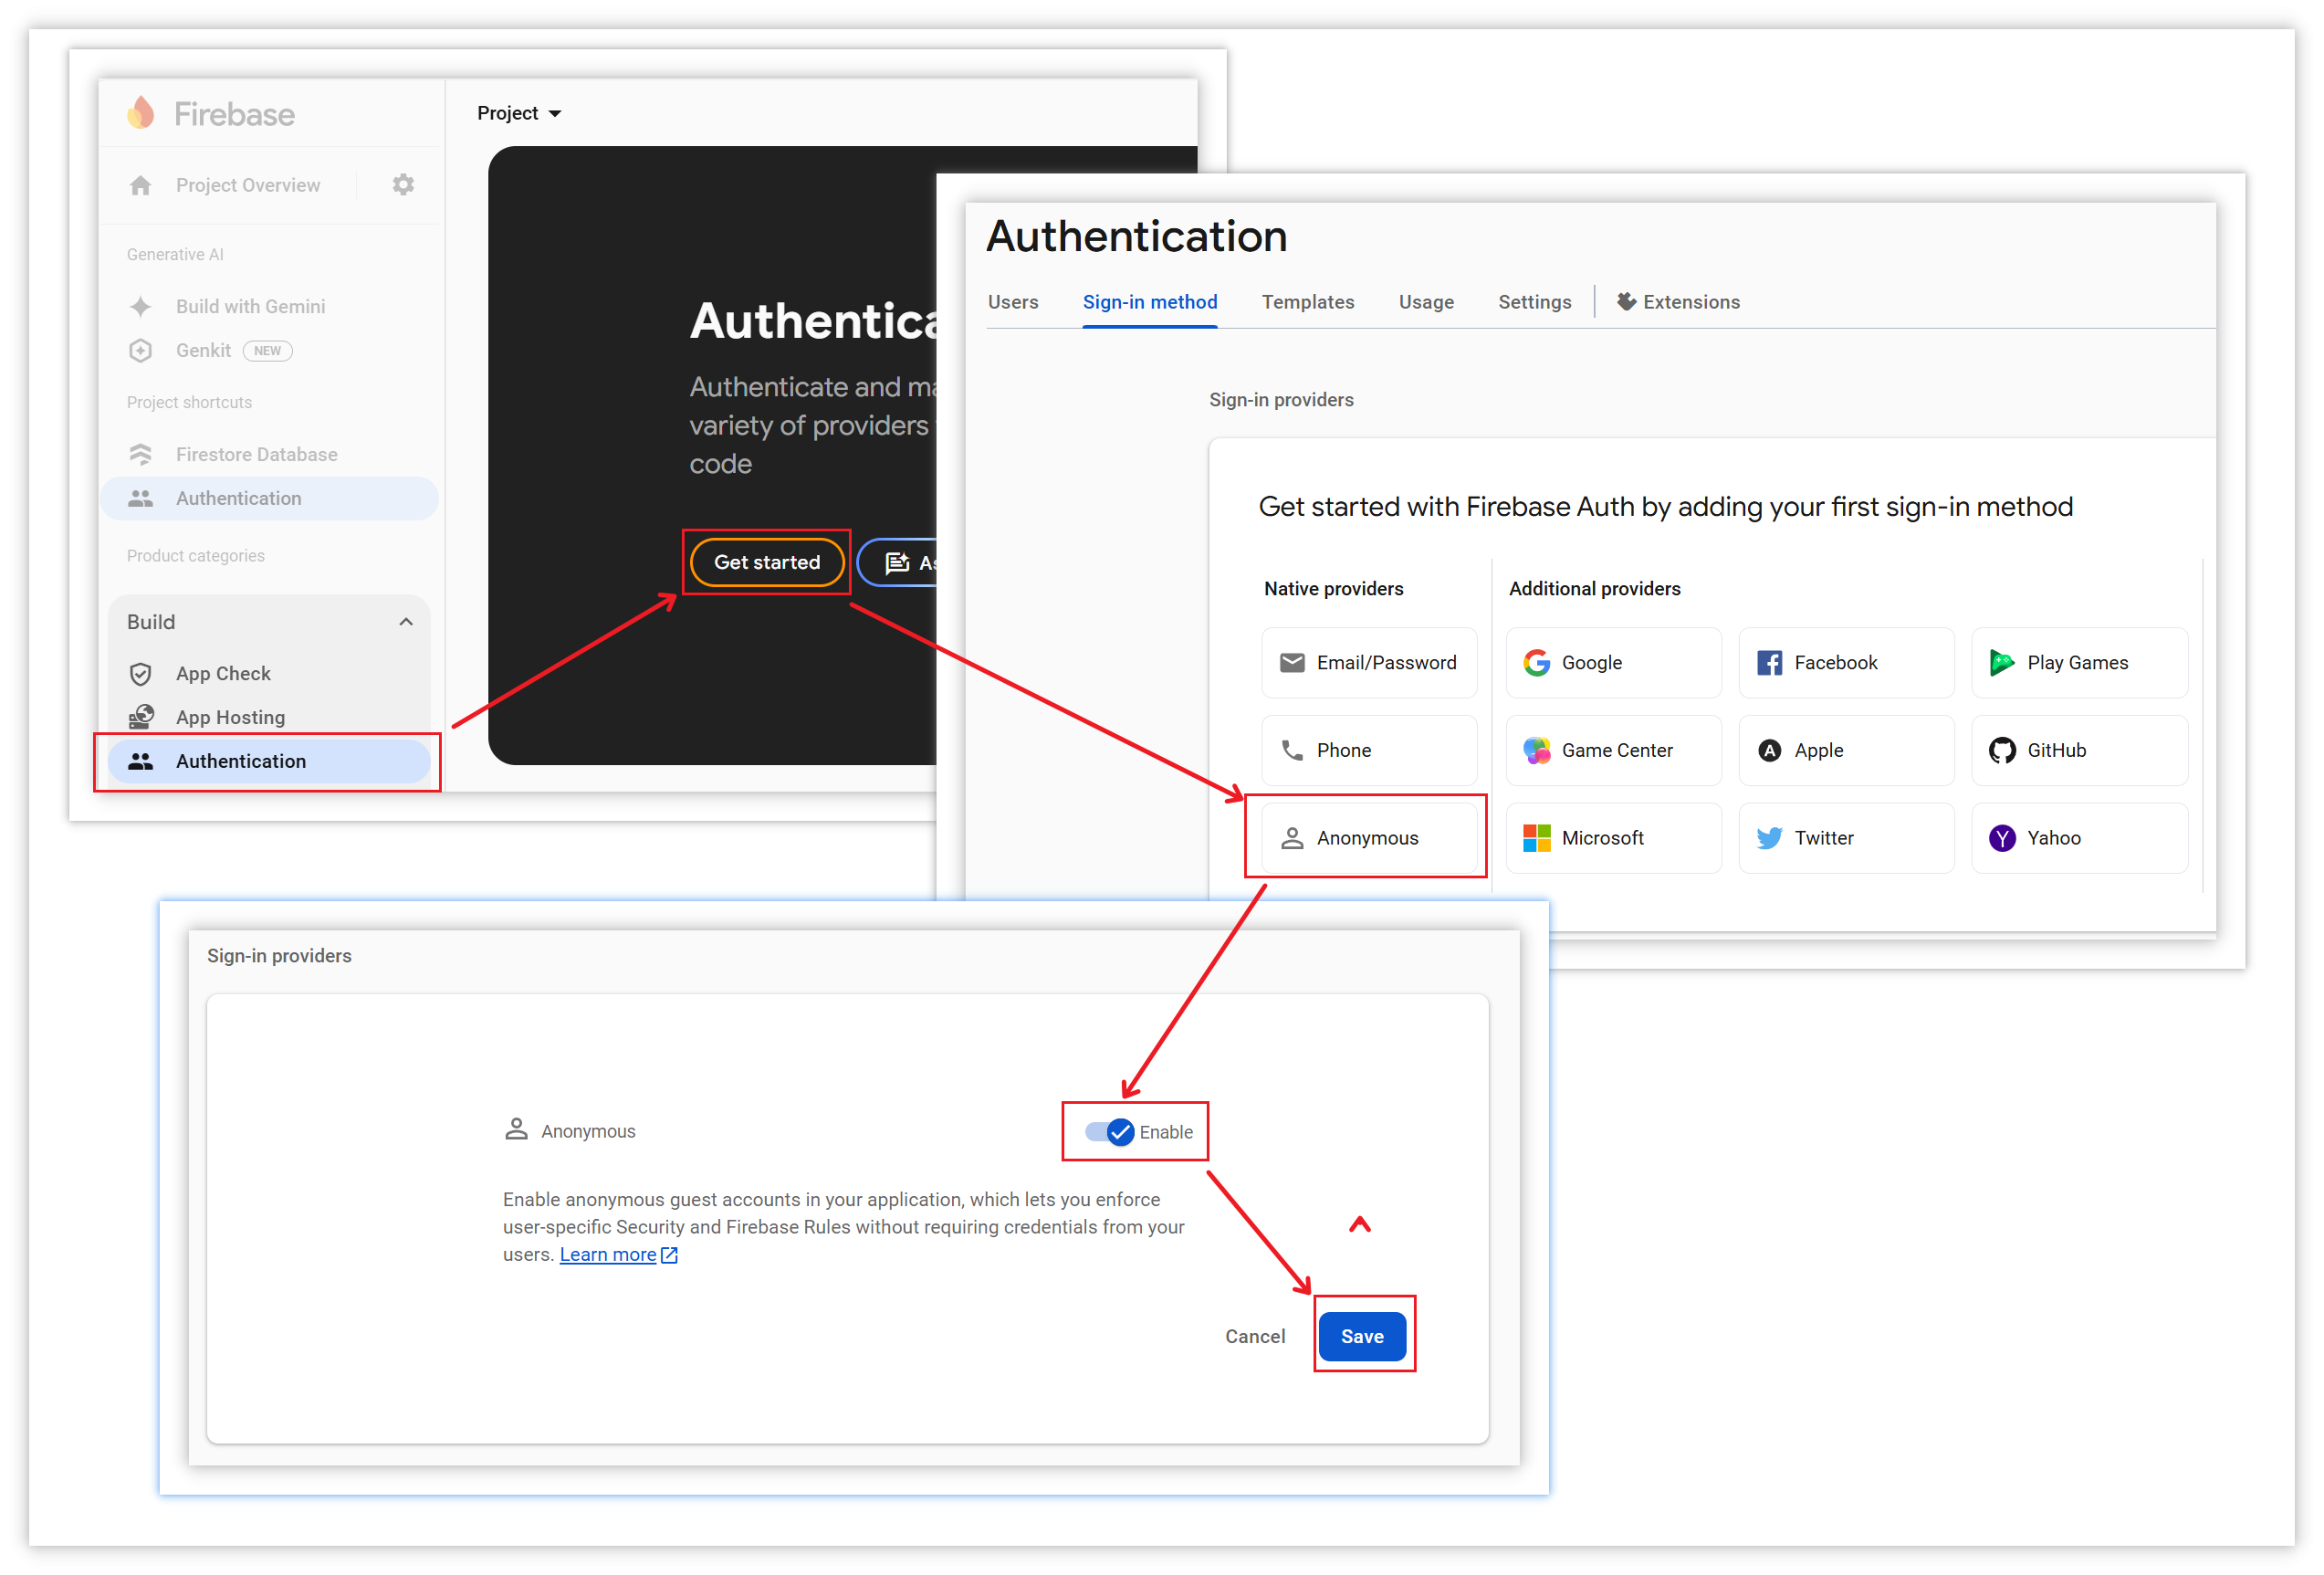 Firebase
Project Overview
Generative AI
Build with Gemini
Genkit NEW
Project shortcuts
Firestore Database
Authentication
Product categories
Build
App Check
App Hosting
Authentication
Project
Authentica
Authenticate and ma
variety of providers
code
Get started
As
Authentication
Users
Sign-in method
Templates
Usage
Settings
Extensions
Sign-in providers
Get started with Firebase Auth by adding your first sign-in method
Native providers
Additional providers
Email/Password
Google
Facebook
Play Games
Phone
Game Center
Apple
GitHub
Anonymous
Microsoft
Twitter
Yahoo
Sign-in providers
Anonymous
Enable
Enable anonymous guest accounts in your application, which lets you enforce
user-specific Security and Firebase Rules without requiring credentials from your
users. Learn more
Cancel
Save